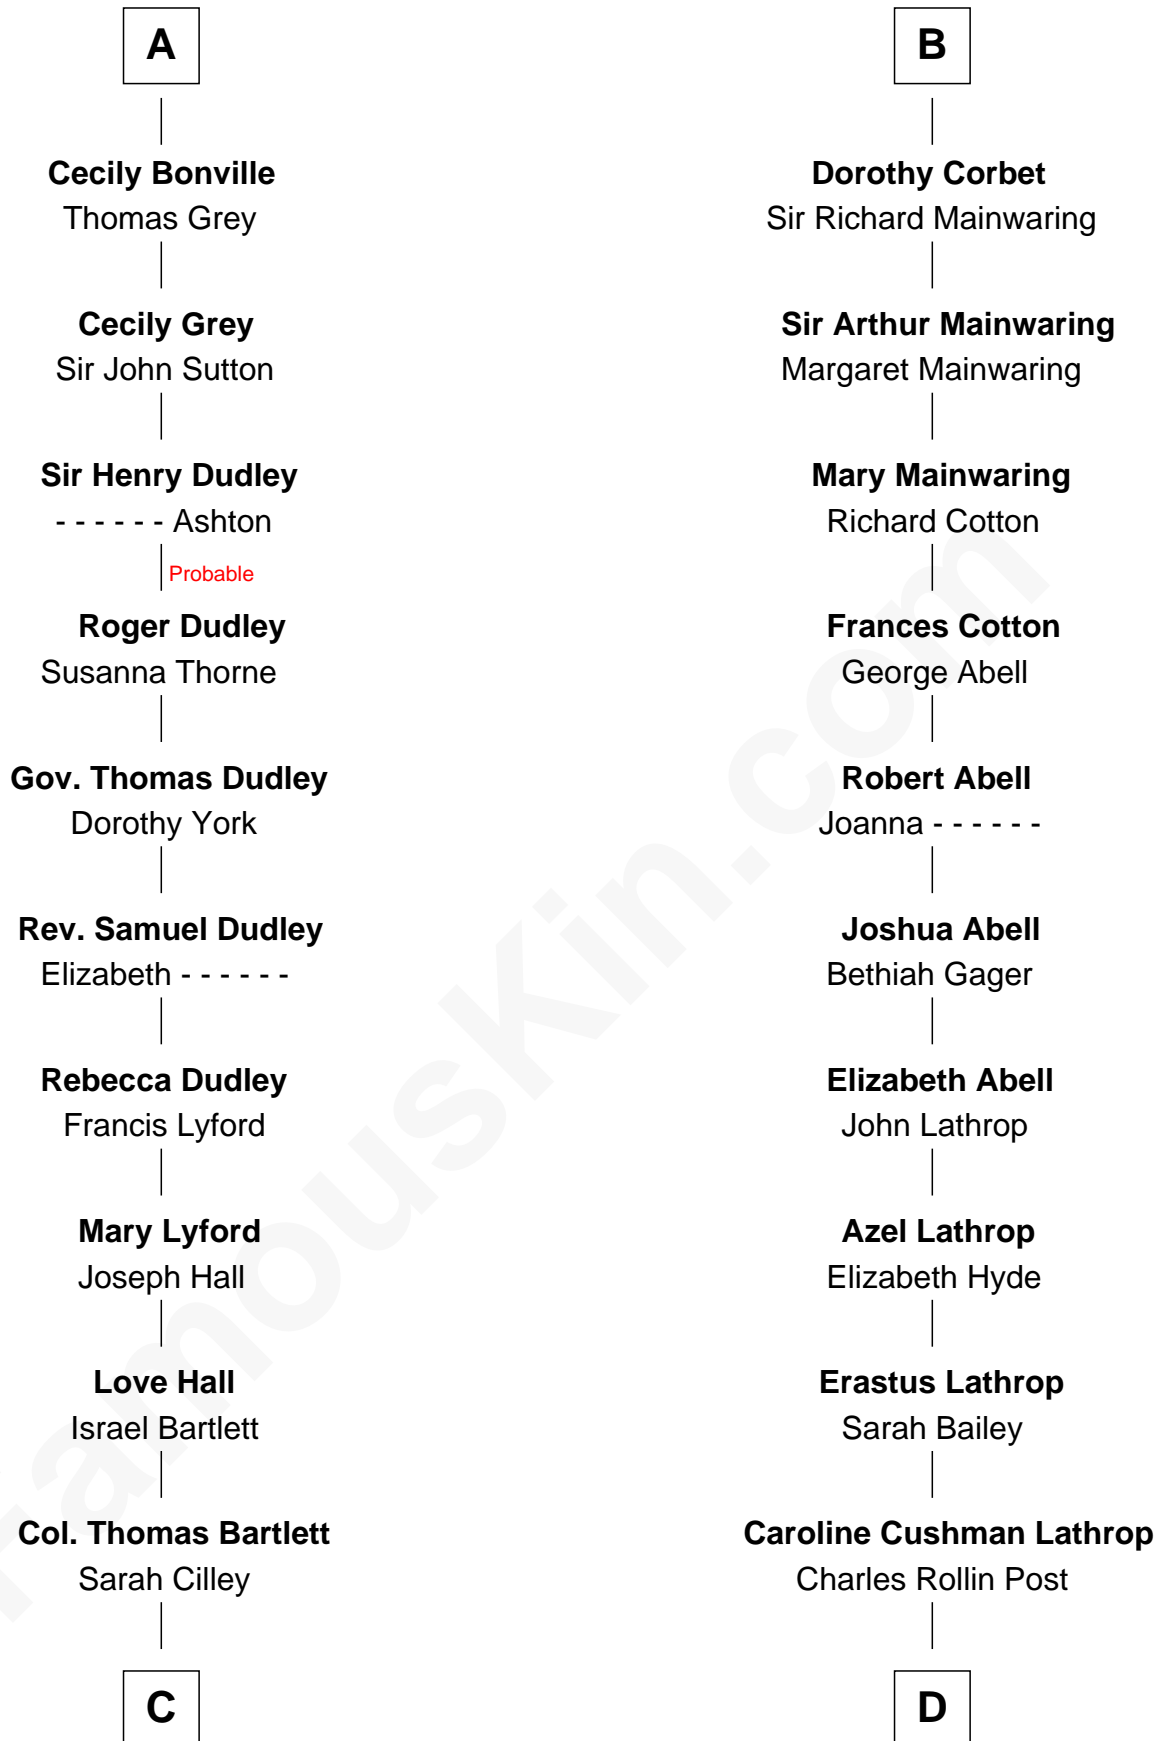 A
Cecily Bonville
Thomas Grey
Cecily Grey
Sir John Sutton
Sir Henry Dudley
- - - - - - Ashton
Probable
Roger Dudley
Susanna Thorne
Gov. Thomas Dudley
Dorothy York
Rev. Samuel Dudley
Elizabeth - - - - - -
Rebecca Dudley
Francis Lyford
Mary Lyford
Joseph Hall
Love Hall
Israel Bartlett
Col. Thomas Bartlett
Sarah Cilley
C
B
Dorothy Corbet
Sir Richard Mainwaring
Sir Arthur Mainwaring
Margaret Mainwaring
Mary Mainwaring
Richard Cotton
Frances Cotton
George Abell
Robert Abell
Joanna - - - - - -
Joshua Abell
Bethiah Gager
Elizabeth Abell
John Lathrop
Azel Lathrop
Elizabeth Hyde
Erastus Lathrop
Sarah Bailey
Caroline Cushman Lathrop
Charles Rollin Post
D
FamousKin.com